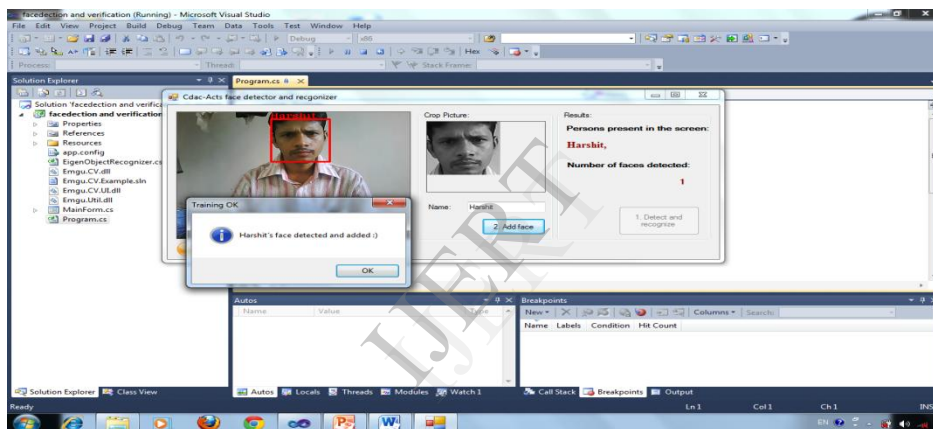 facedection and verification (Running) - Microsoft Visual Studio
File Edit View Project Build Debug Team Data Tools Test Window Help
Debug x86
Hex
Process: Thread: Stack Frame:
Solution Explorer
Program.cs
Solution 'facedection and verifica
facedection and verification
Properties
References
Resources
app.config
EigenObjectRecognizer.cs
Emgu.CV.dll
Emgu.CV.Example.sln
Emgu.CV.UI.dll
Emgu.Util.dll
MainForm.cs
Program.cs
Cdac-Acts face detector and recgonizer
Harshit
Crop Picture:
Name: Harshit
2. Add face
Results:
Persons present in the screen:
Harshit,
Number of faces detected:
1
1. Detect and
recognize
Training OK
Harshit's face detected and added :)
OK
IJERT
Autos
Name Value Type
Breakpoints
New Columns Search:
Name Labels Condition Hit Count
Solution Explorer Class View
Autos Locals Threads Modules Watch 1
Call Stack Breakpoints Output
Ready Ln 1 Col 1 Ch 1 INS
EN